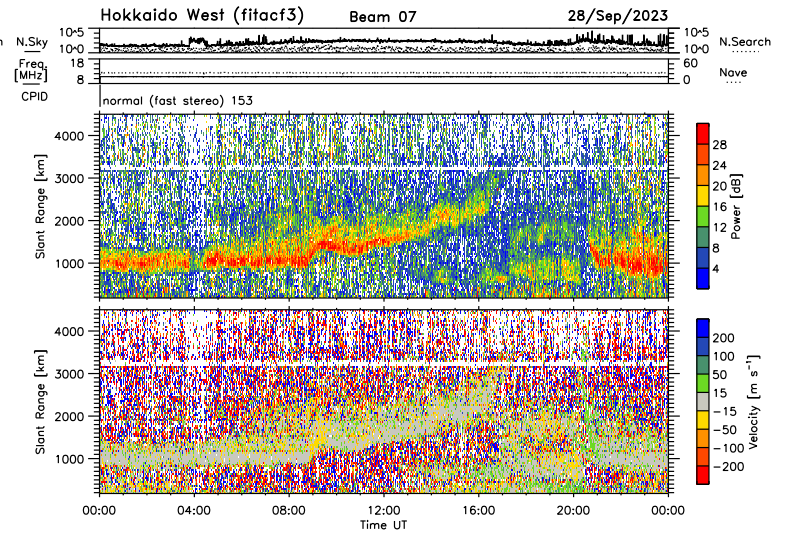 Hokkaido West (fitacf3) Beam 07 28/Sep/2023
N.Sky 10^5 10^0 10^5 10^0 N.Search
Freq. [MHz] 18 8 60 0 Nave
CPID normal (fast stereo) 153
Slant Range [km] 4000 3000 2000 1000
Power [dB] 28 24 20 16 12 8 4
Slant Range [km] 4000 3000 2000 1000
Velocity [m s⁻¹] 200 100 50 15 −15 −50 −100 −200
00:00 04:00 08:00 12:00 16:00 20:00 00:00
Time UT